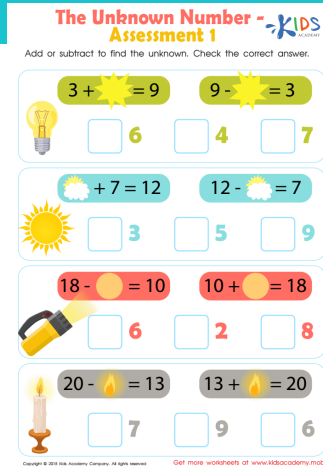 The Unknown Number -
Assessment 1
KIDS
ACADEMY
Add or subtract to find the unknown. Check the correct answer.
3 + = 9 9 - = 3
6 4 7
+ 7 = 12 12 - = 7
3 5 9
18 - = 10 10 + = 18
6 2 8
20 - = 13 13 + = 20
7 9 6
Copyright © 2018 Kids Academy Company. All rights reserved
Get more worksheets at www.kidsacademy.mobi